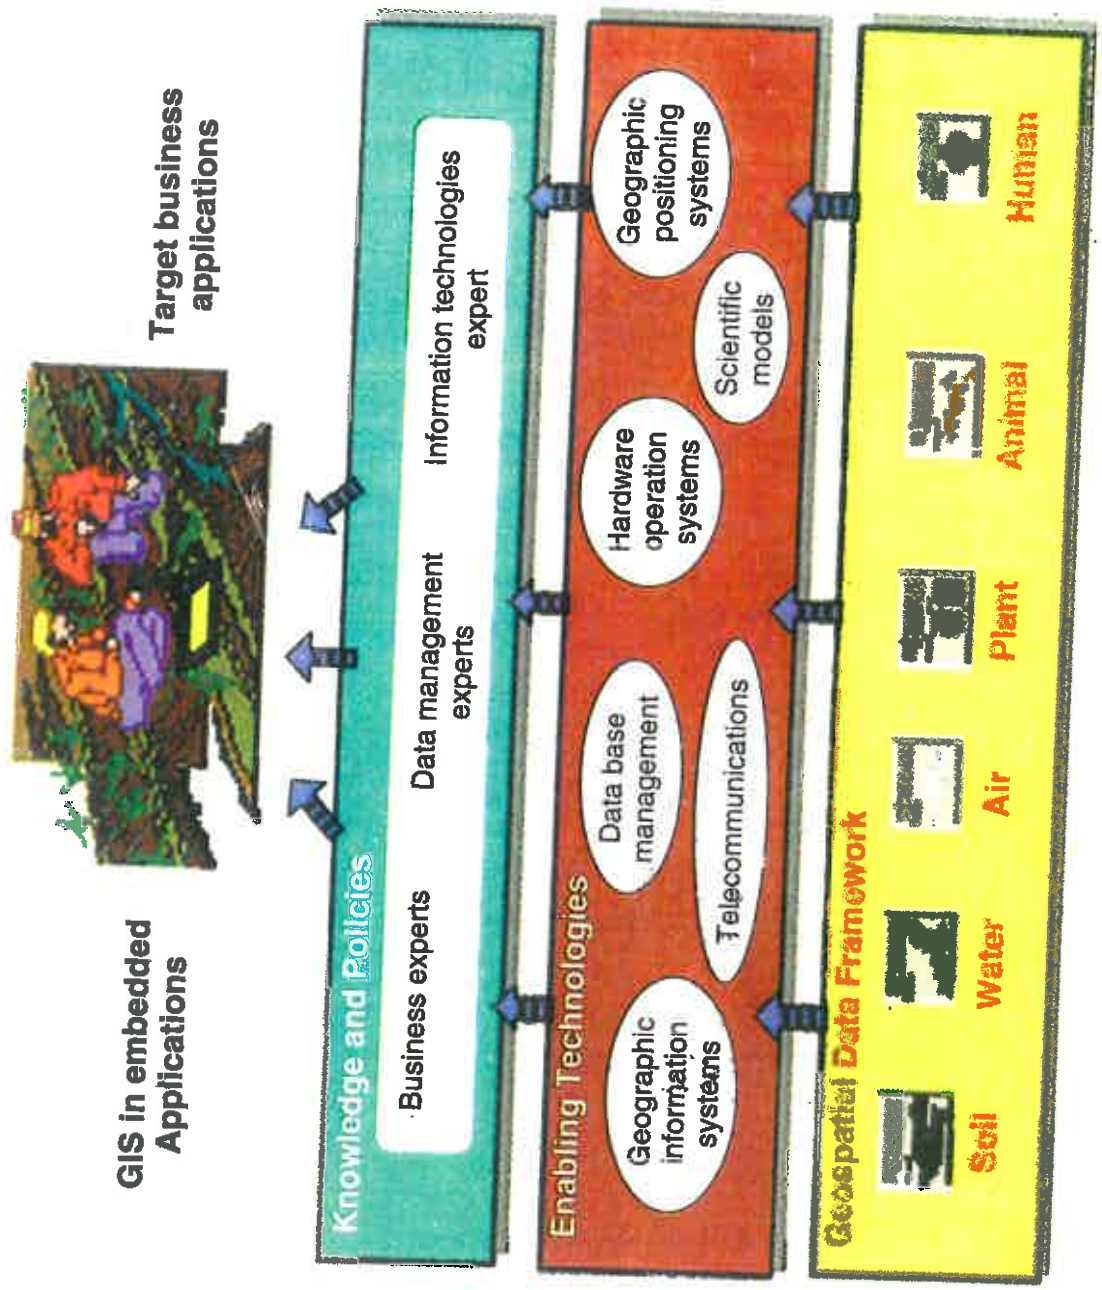 GIS in embedded
Applications
Target business
applications
Knowledge and Policies
Business experts
Data management
experts
Information technologies
expert
Enabling Technologies
Geographic
information
systems
Data base
management
Telecommunications
Hardware
operation
systems
Scientific
models
Geographic
positioning
systems
Geospatial Data Framework
Soil
Water
Air
Plant
Animal
Human